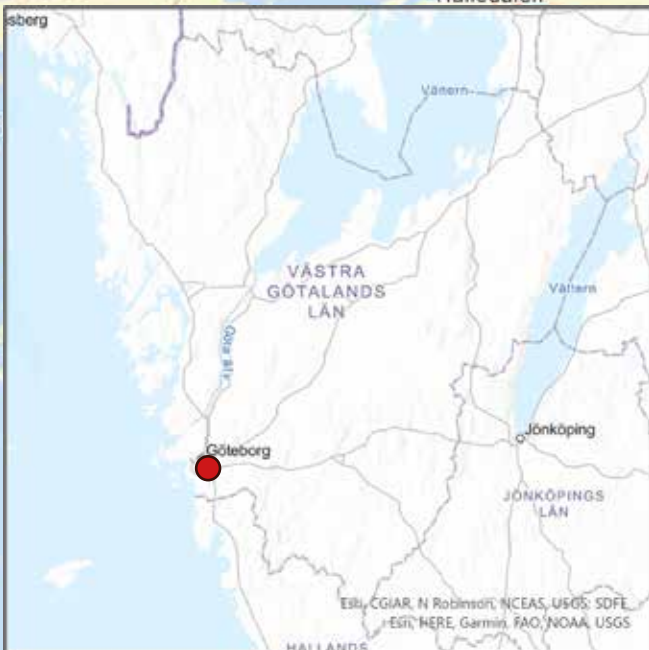 sberg
Vänern
VÄSTRA
GÖTALANDS
LÄN
Vättern
Göta älv
Göteborg
Jönköping
JÖNKÖPINGS
LÄN
Esri, CGIAR, N Robinson, NCEAS, USGS; SDFE,
Esri, HERE, Garmin, FAO, NOAA, USGS
HALLANDS